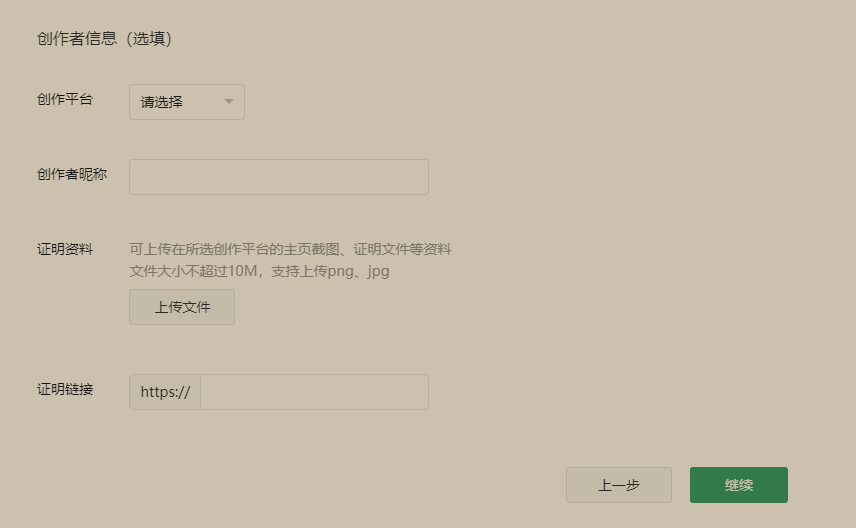 创作者信息（选填）
创作平台
请选择
创作者昵称
证明资料
可上传在所选创作平台的主页截图、证明文件等资料
文件大小不超过10M，支持上传png、jpg
上传文件
证明链接
https://
上一步
继续